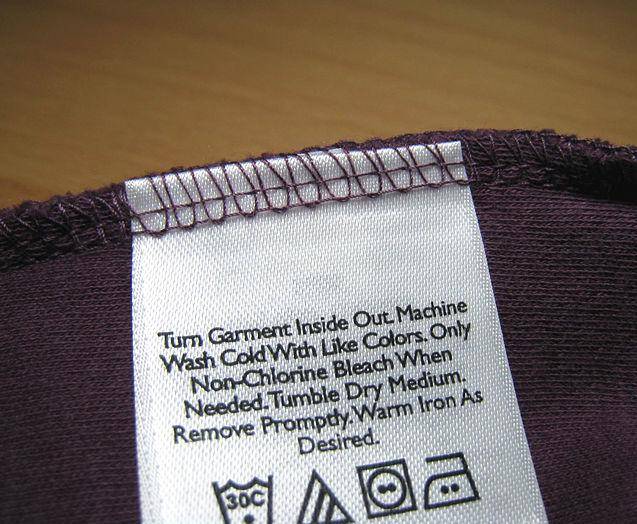 Turn Garment Inside Out. Machine
Wash Cold With Like Colors. Only
Non-Chlorine Bleach When
Needed. Tumble Dry Medium.
Remove Promptly. Warm Iron As
Desired.
30C